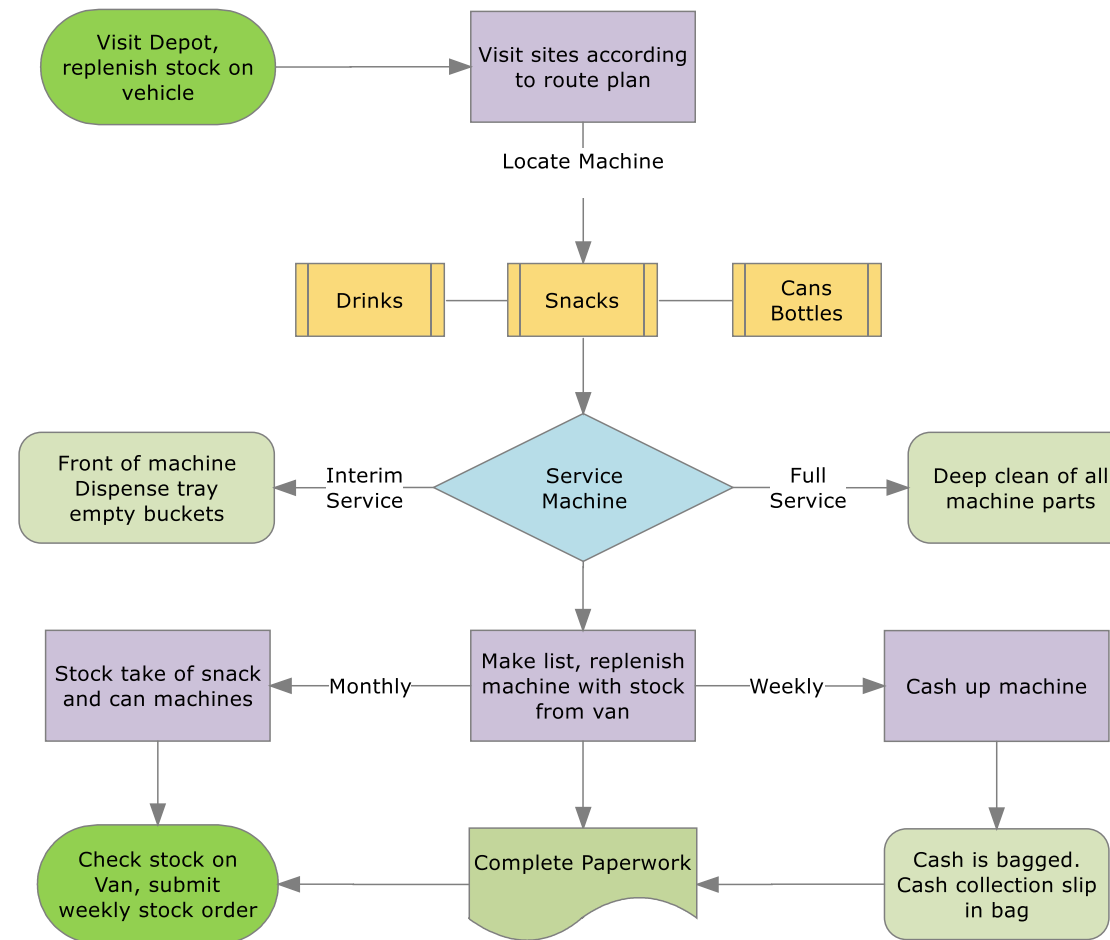 Visit Depot,
replenish stock on
vehicle
Visit sites according
to route plan
Locate Machine
Drinks
Snacks
Cans
Bottles
Front of machine
Dispense tray
empty buckets
Interim
Service
Service
Machine
Full
Service
Deep clean of all
machine parts
Stock take of snack
and can machines
Monthly
Make list, replenish
machine with stock
from van
Weekly
Cash up machine
Check stock on
Van, submit
weekly stock order
Complete Paperwork
Cash is bagged.
Cash collection slip
in bag